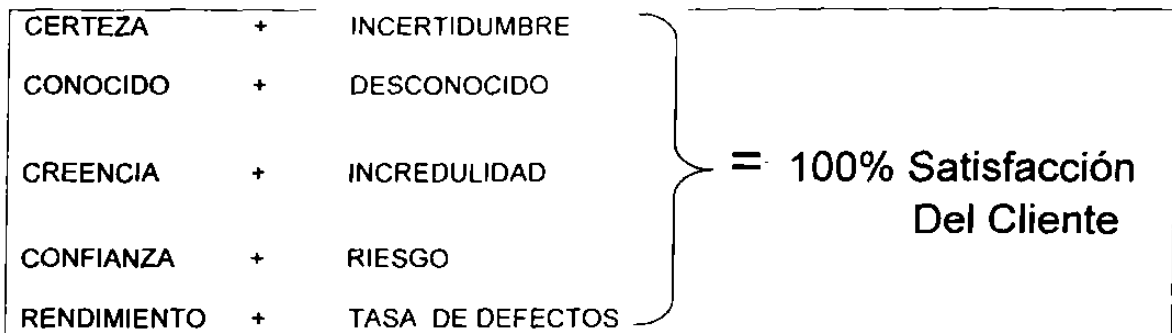 CERTEZA + INCERTIDUMBRE
CONOCIDO + DESCONOCIDO
CREENCIA + INCREDULIDAD
= 100% Satisfacción
Del Cliente
CONFIANZA + RIESGO
RENDIMIENTO + TASA DE DEFECTOS